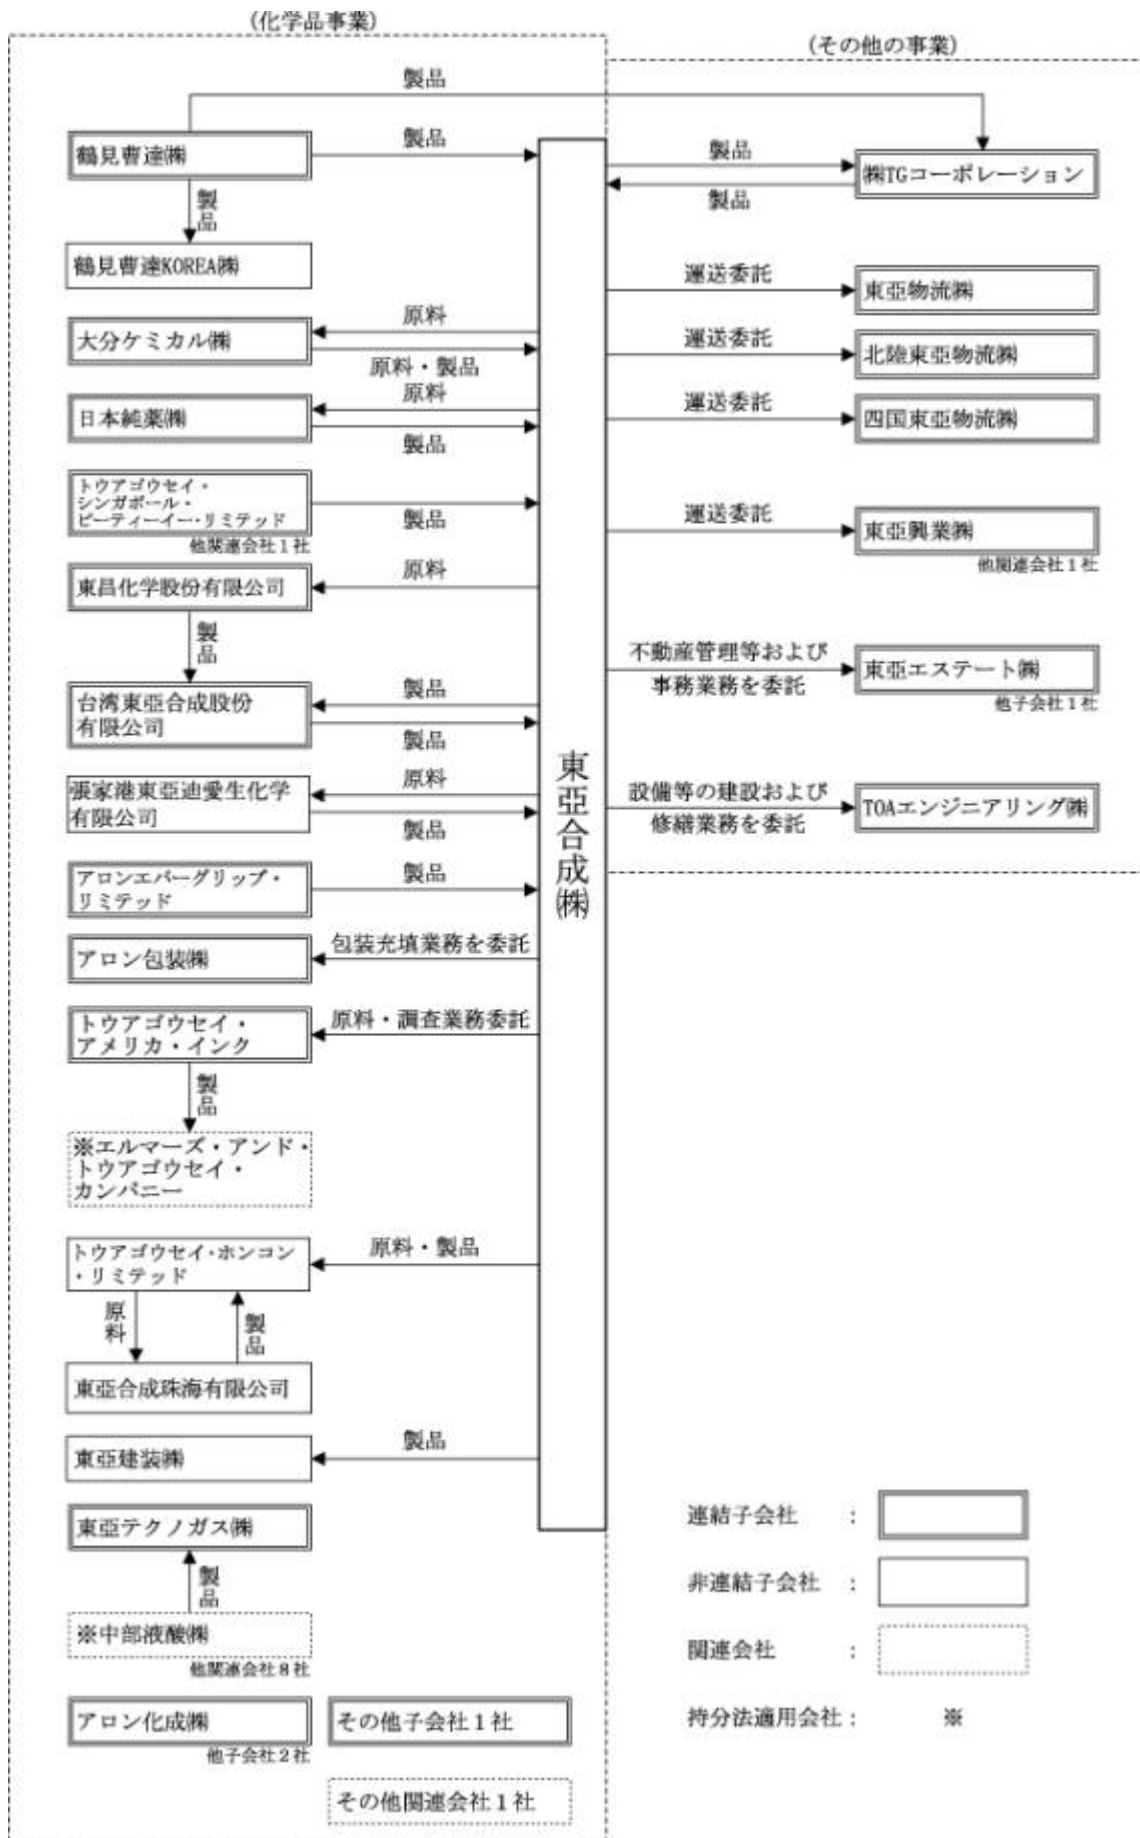 (化学品事業)
(その他の事業)
製品
鶴見曹達㈱
製品
製品
製品
㈱TGコーポレーション
製品
鶴見曹達KOREA㈱
運送委託
東亞物流㈱
大分ケミカル㈱
原料
原料・製品
運送委託
北陸東亞物流㈱
日本純薬㈱
原料
製品
運送委託
四国東亞物流㈱
トウアゴウセイ・
シンガポール・
ピーティーイー・リミテッド
他関連会社１社
製品
運送委託
東亞興業㈱
他関連会社１社
東昌化学股份有限公司
原料
製品
不動産管理等および
事務業務を委託
東亞エステート㈱
他子会社１社
台湾東亞合成股份
有限公司
製品
製品
東亞合成㈱
張家港東亞迪愛生化学
有限公司
原料
製品
設備等の建設および
修繕業務を委託
TOAエンジニアリング㈱
アロンエバーグリップ・
リミテッド
製品
アロン包装㈱
包装充填業務を委託
トウアゴウセイ・
アメリカ・インク
原料・調査業務委託
製品
※エルマーズ・アンド・
トウアゴウセイ・
カンパニー
トウアゴウセイ・ホンコン
・リミテッド
原料・製品
原料
製品
東亞合成珠海有限公司
東亞建装㈱
製品
東亞テクノガス㈱
製品
※中部液酸㈱
他関連会社８社
アロン化成㈱
他子会社２社
その他子会社１社
その他関連会社１社
連結子会社 :
非連結子会社 :
関連会社 :
持分法適用会社 : ※